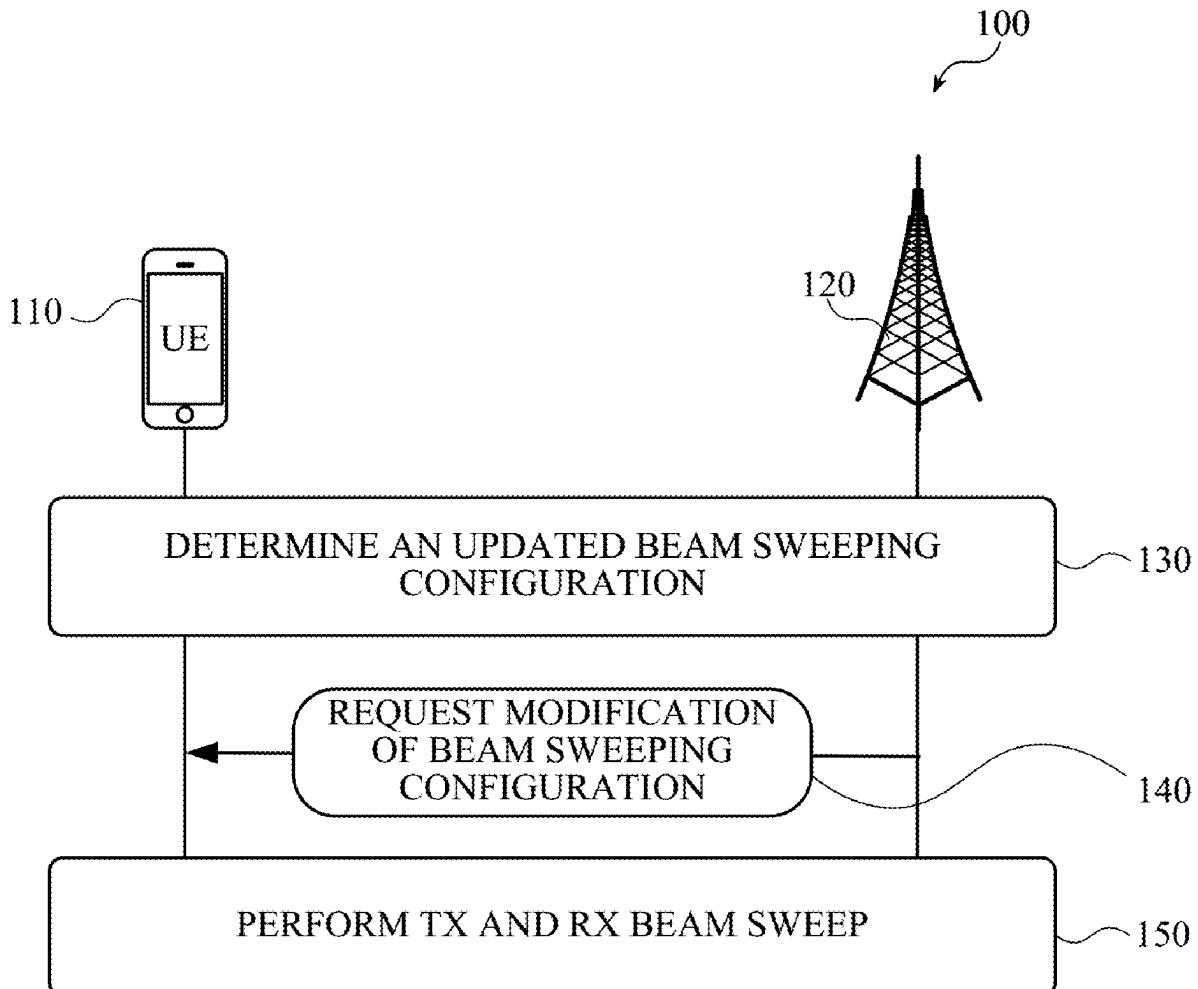 100
110
UE
120
DETERMINE AN UPDATED BEAM SWEEPING
CONFIGURATION
130
REQUEST MODIFICATION
OF BEAM SWEEPING
CONFIGURATION
140
PERFORM TX AND RX BEAM SWEEP
150